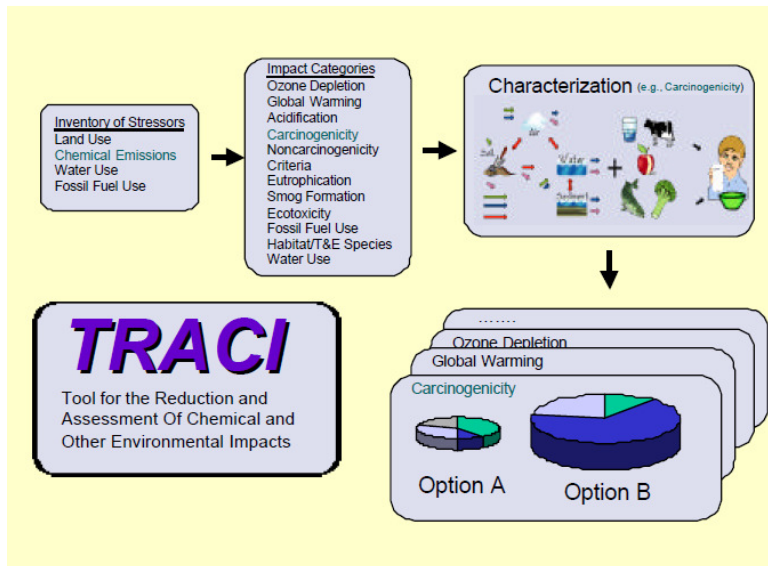 Inventory of Stressors
Land Use
Chemical Emissions
Water Use
Fossil Fuel Use
Impact Categories
Ozone Depletion
Global Warming
Acidification
Carcinogenicity
Noncarcinogenicity
Criteria
Eutrophication
Smog Formation
Ecotoxicity
Fossil Fuel Use
Habitat/T&E Species
Water Use
Characterization (e.g., Carcinogenicity)
Air
Soil
Water
Sediment
+
TRACI
Tool for the Reduction and
Assessment Of Chemical and
Other Environmental Impacts
.......
Ozone Depletion
Global Warming
Carcinogenicity
Option A
Option B